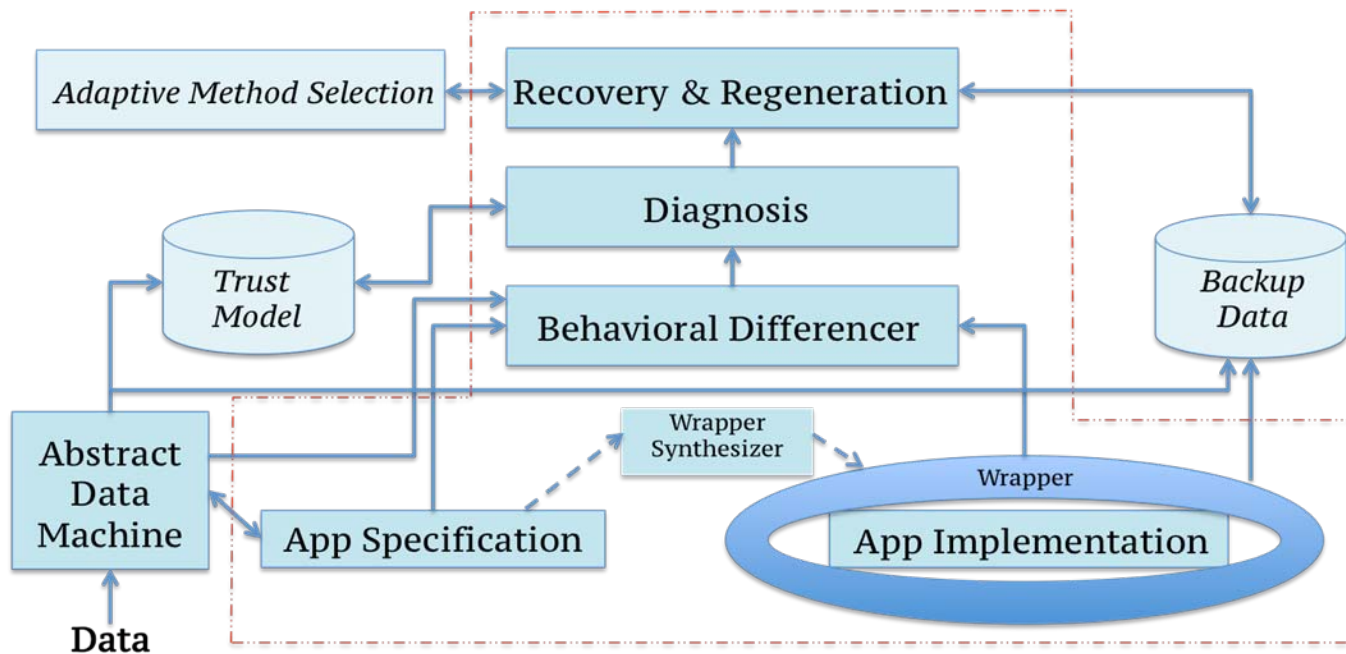 Adaptive Method Selection
Recovery & Regeneration
Diagnosis
Trust
Model
Backup
Data
Behavioral Differencer
Wrapper
Synthesizer
Abstract
Data
Machine
Wrapper
App Specification
App Implementation
Data